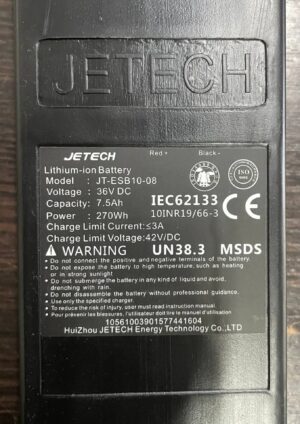 JETECH
JETECH Red+ Black-
Lithium-ion Battery
Model : JT-ESB10-08
Voltage : 36V DC
Capacity: 7.5Ah IEC62133
Power : 270Wh 10INR19/66-3 CE
Charge Limit Current:≤3A
Charge Limit Voltage:42V/DC
WARNING UN38.3 MSDS
• Do not connect the positive and negative terminals of the battery
• Do not expose the battery to high temperature, such as heating
or in strong sunlight
• Do not submerge the battery in any kind of liquid and avoid.
drenching with rain.
• Do not disassemble the battery without professional guidance.
• Use only the specified charger.
• To reduce the risk of injury, user must read instruction manual.
• Pour prévenir les blessures, l'utilisateur doit lire le manuel d'utilisation
10561003901577441604
HuiZhou JETECH Energy Technology Co.,LTD